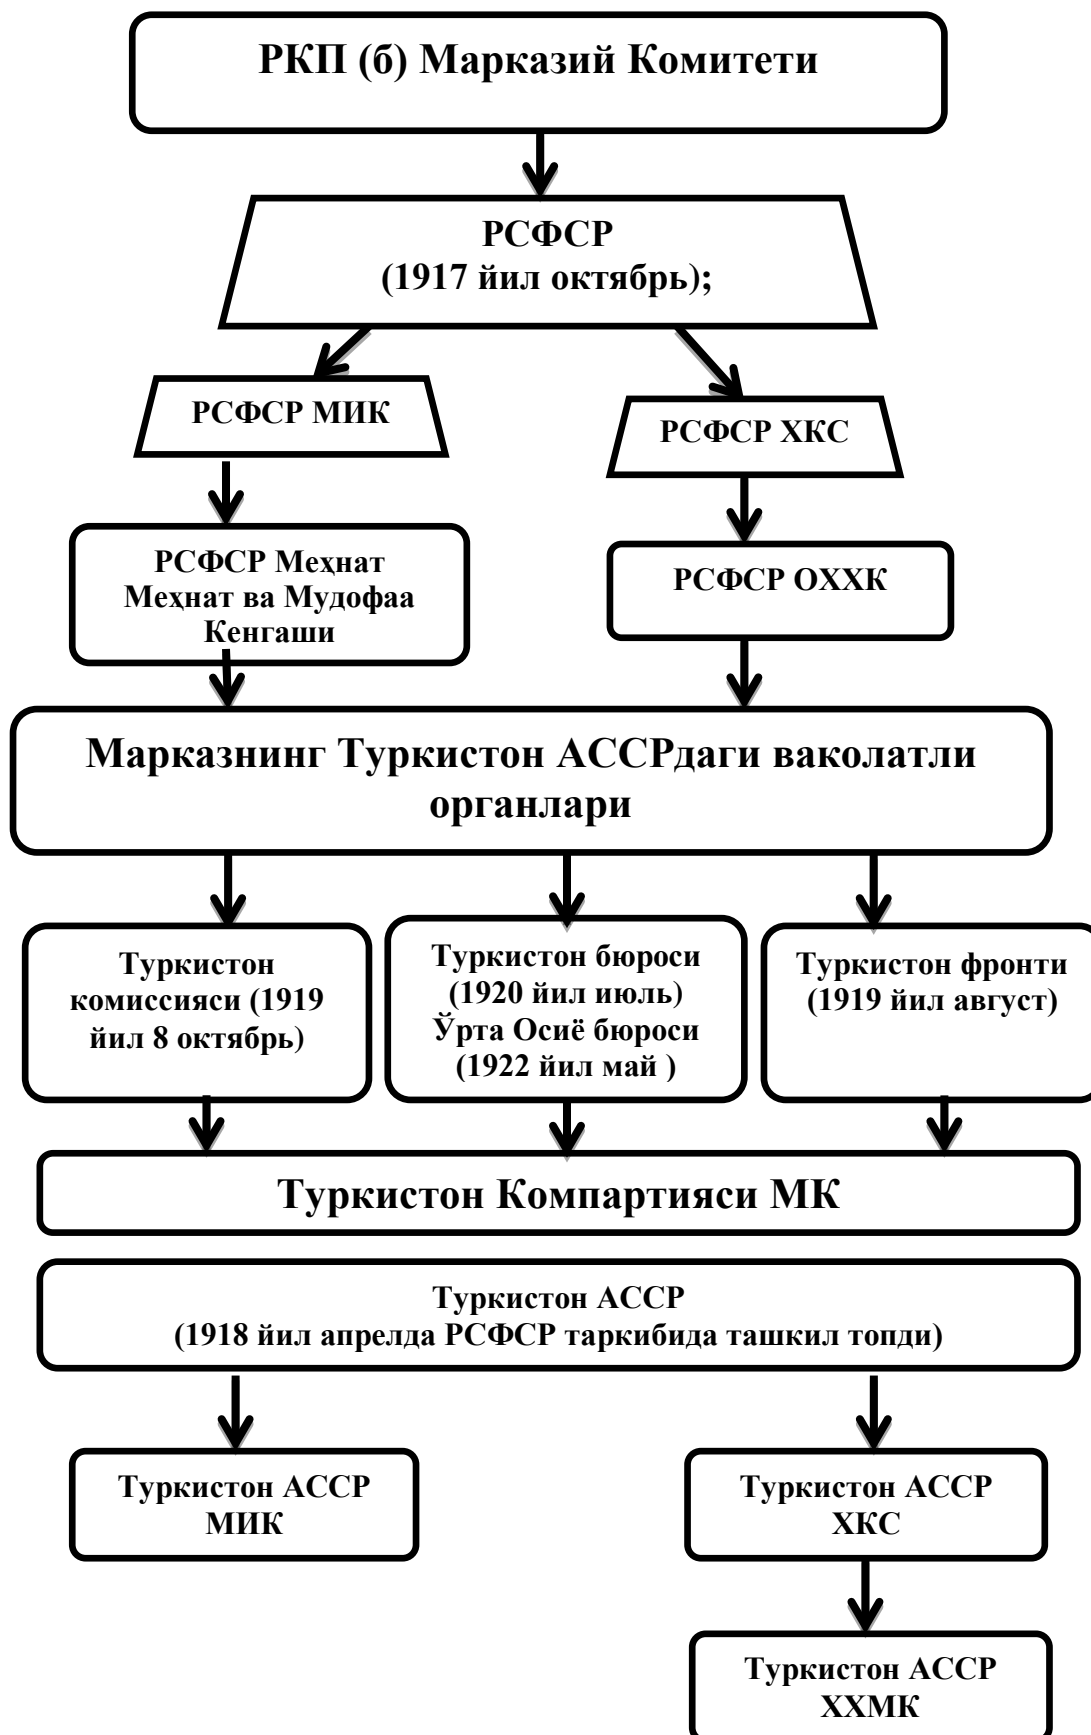 РКП (б) Марказий Комитети
РСФСР
(1917 йил октябрь);
РСФСР МИК
РСФСР ХКС
РСФСР Меҳнат
Меҳнат ва Мудофаа
Кенгаши
РСФСР ОХХК
Марказнинг Туркистон АССРдаги ваколатли
органлари
Туркистон
комиссияси (1919
йил 8 октябрь)
Туркистон бюроси
(1920 йил июль)
Ўрта Осиё бюроси
(1922 йил май )
Туркистон фронти
(1919 йил август)
Туркистон Компартияси МК
Туркистон АССР
(1918 йил апрелда РСФСР таркибида ташкил топди)
Туркистон АССР
МИК
Туркистон АССР
ХКС
Туркистон АССР
ХХМК